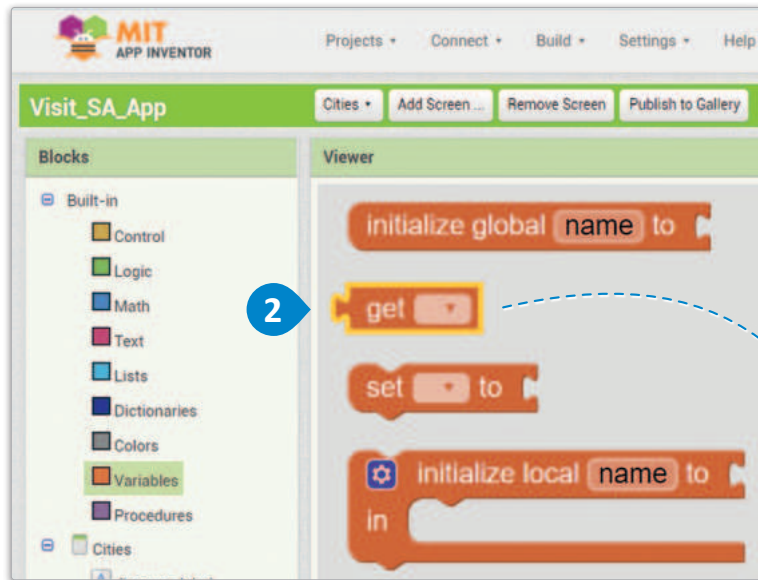 MIT
APP INVENTOR
Projects Connect Build Settings Help
Visit_SA_App
Cities Add Screen ... Remove Screen Publish to Gallery
Blocks
Viewer
Built-in
Control
Logic
Math
Text
Lists
Dictionaries
Colors
Variables
Procedures
Cities
initialize global name to
2
get
set to
initialize local name to
in